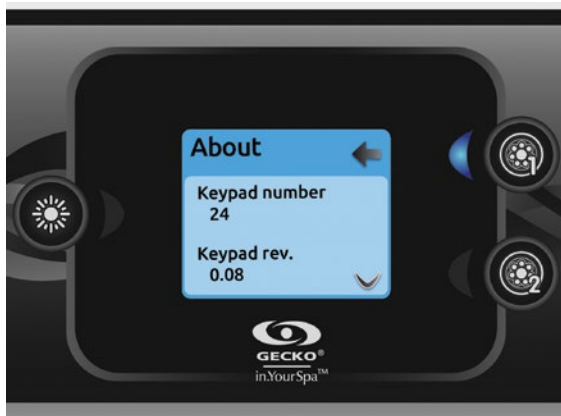 About
Keypad number
24
Keypad rev.
0.08
1
2
GECKO®
in.YourSpa™